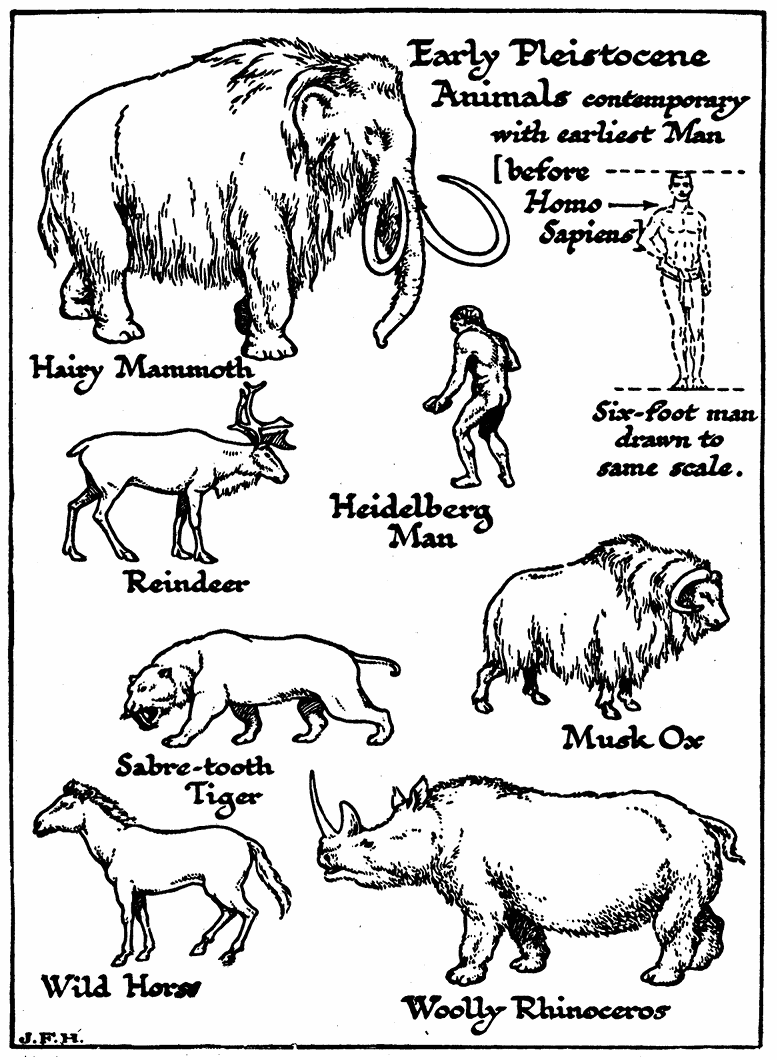 Early Pleistocene
Animals contemporary
with earliest Man
[before
Homo
Sapiens]
Hairy Mammoth
Six-foot man
drawn to
same scale.
Heidelberg
Man
Reindeer
Musk Ox
Sabre-tooth
Tiger
Wild Horse
Woolly Rhinoceros
J.F.H.